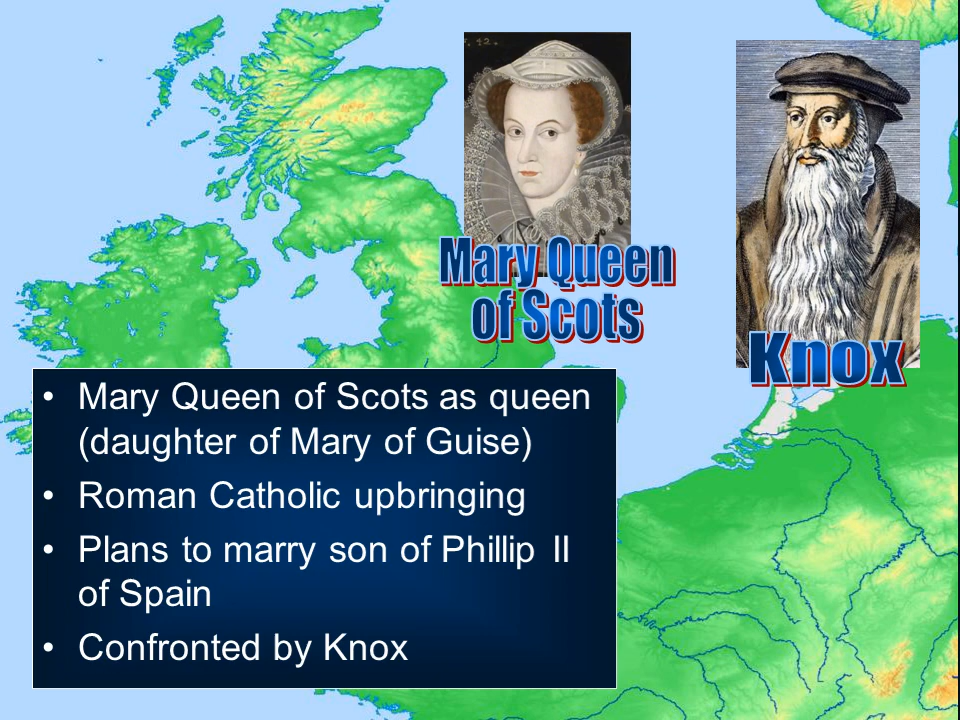 Mary Queen
of Scots
Knox
• Mary Queen of Scots as queen
(daughter of Mary of Guise)
• Roman Catholic upbringing
• Plans to marry son of Phillip II
of Spain
• Confronted by Knox